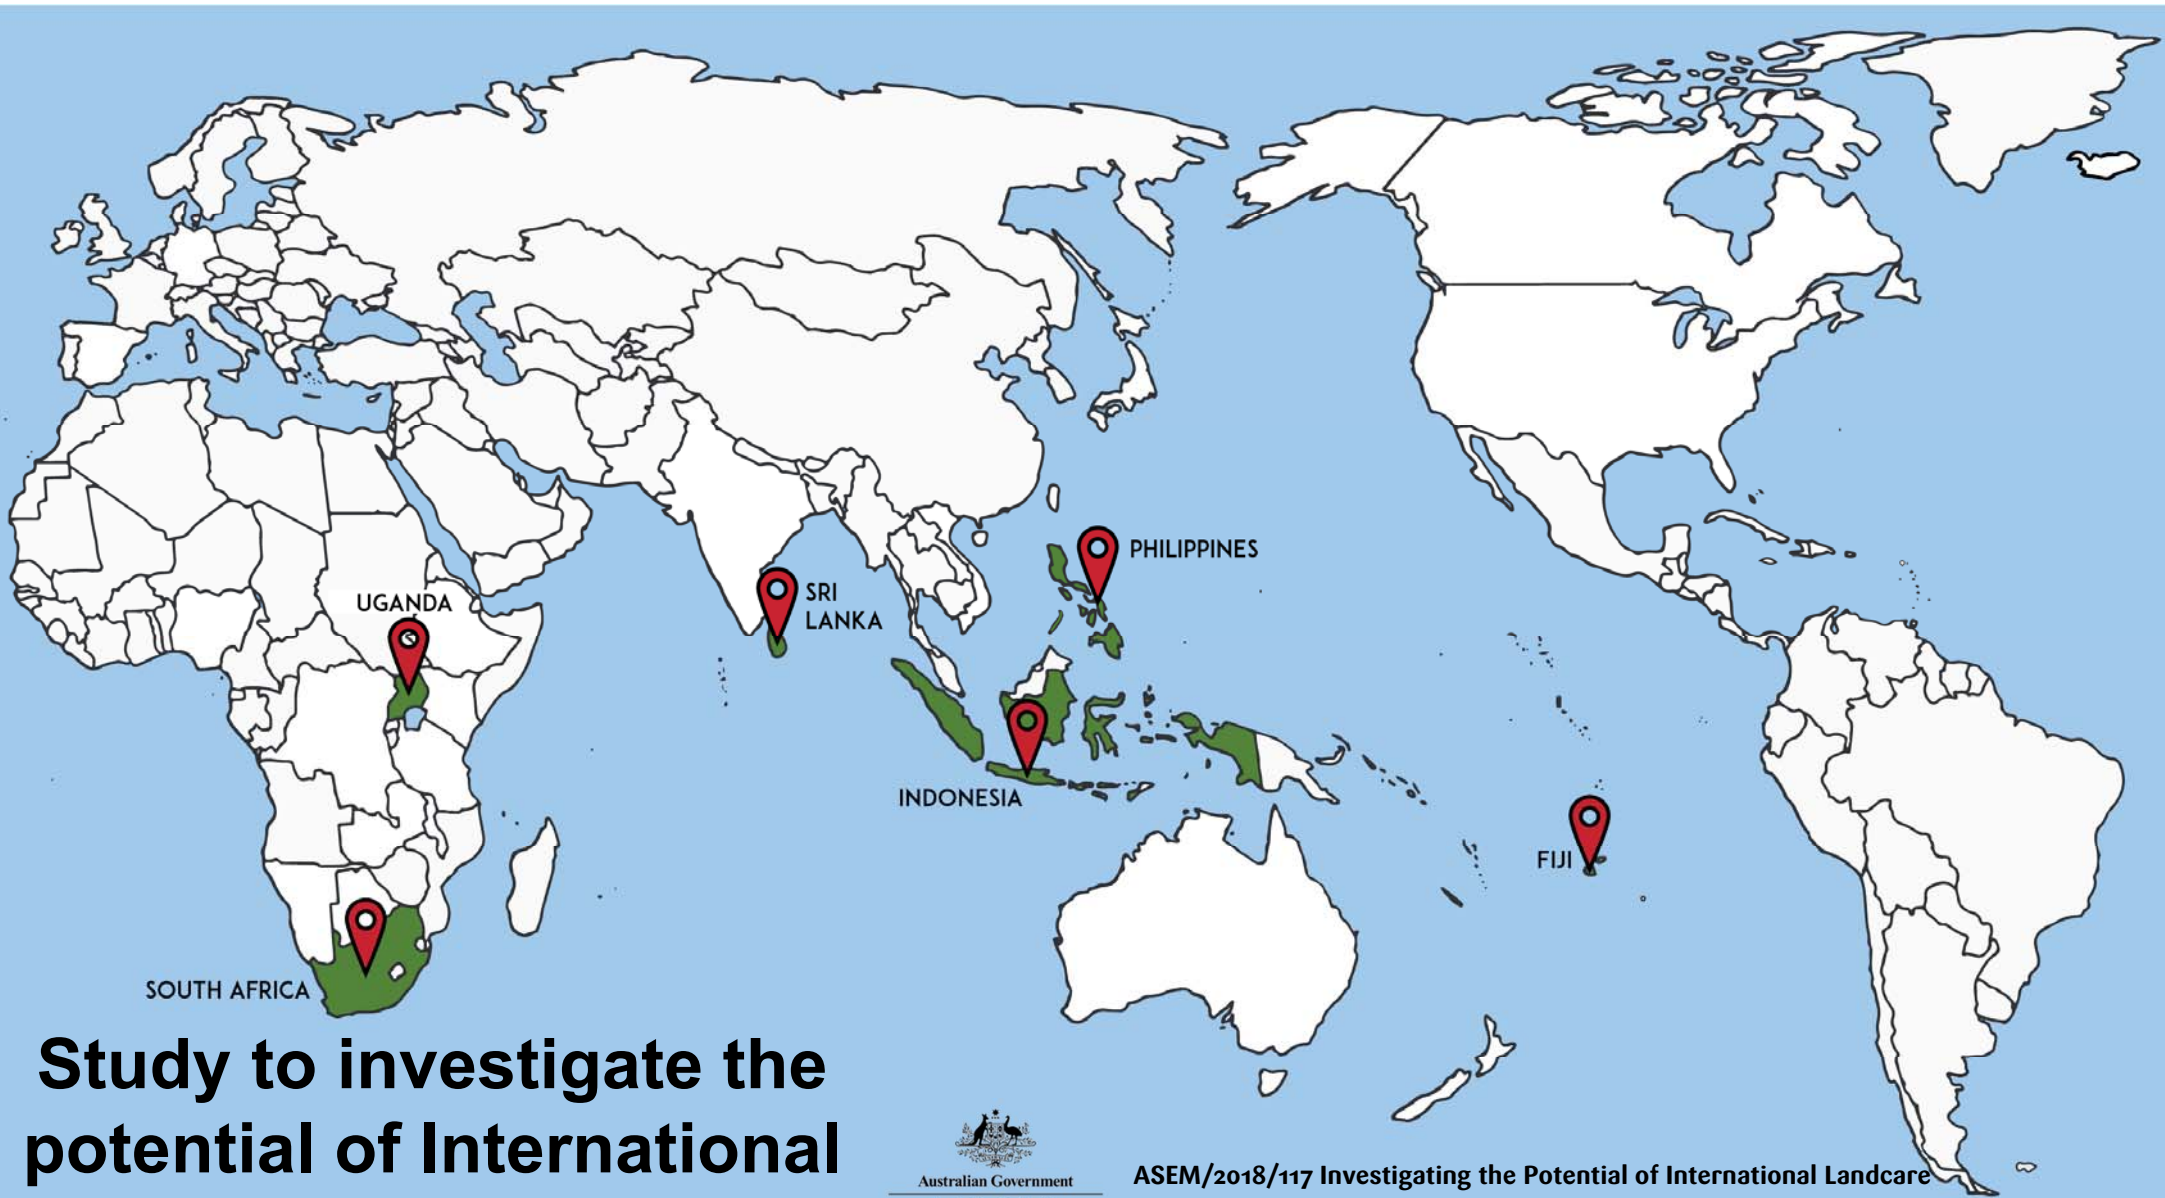 PHILIPPINES
SRI
LANKA
UGANDA
INDONESIA
FIJI
SOUTH AFRICA
Study to investigate the
potential of International
Australian Government
ASEM/2018/117 Investigating the Potential of International Landcare